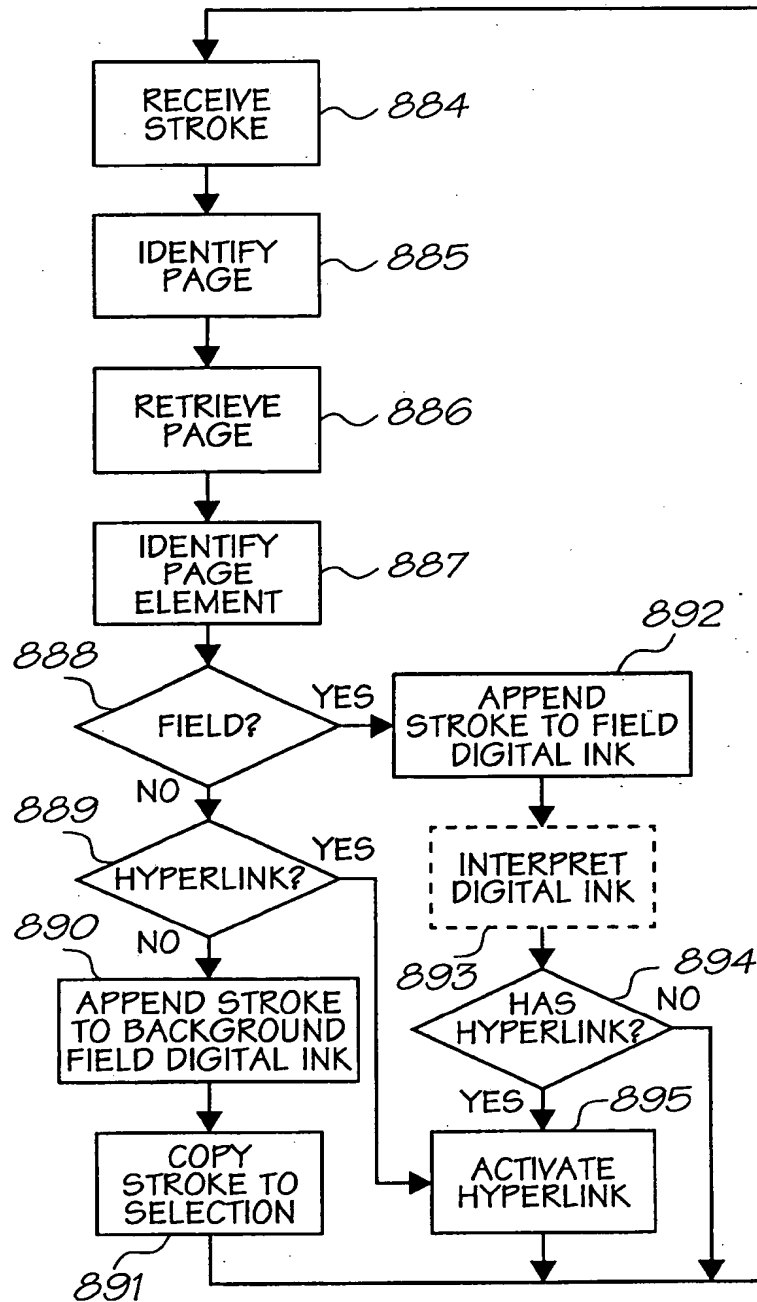 RECEIVE
STROKE
884
IDENTIFY
PAGE
885
RETRIEVE
PAGE
886
IDENTIFY
PAGE
ELEMENT
887
888
FIELD?
YES
NO
892
APPEND
STROKE TO FIELD
DIGITAL INK
889
HYPERLINK?
YES
NO
INTERPRET
DIGITAL INK
893
890
APPEND STROKE
TO BACKGROUND
FIELD DIGITAL INK
894
HAS
HYPERLINK?
NO
YES
895
COPY
STROKE TO
SELECTION
891
ACTIVATE
HYPERLINK